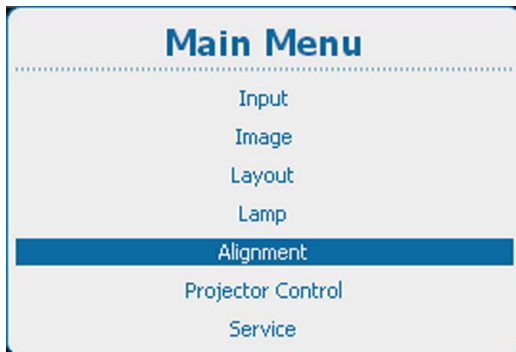 Main Menu
Input
Image
Layout
Lamp
Alignment
Projector Control
Service